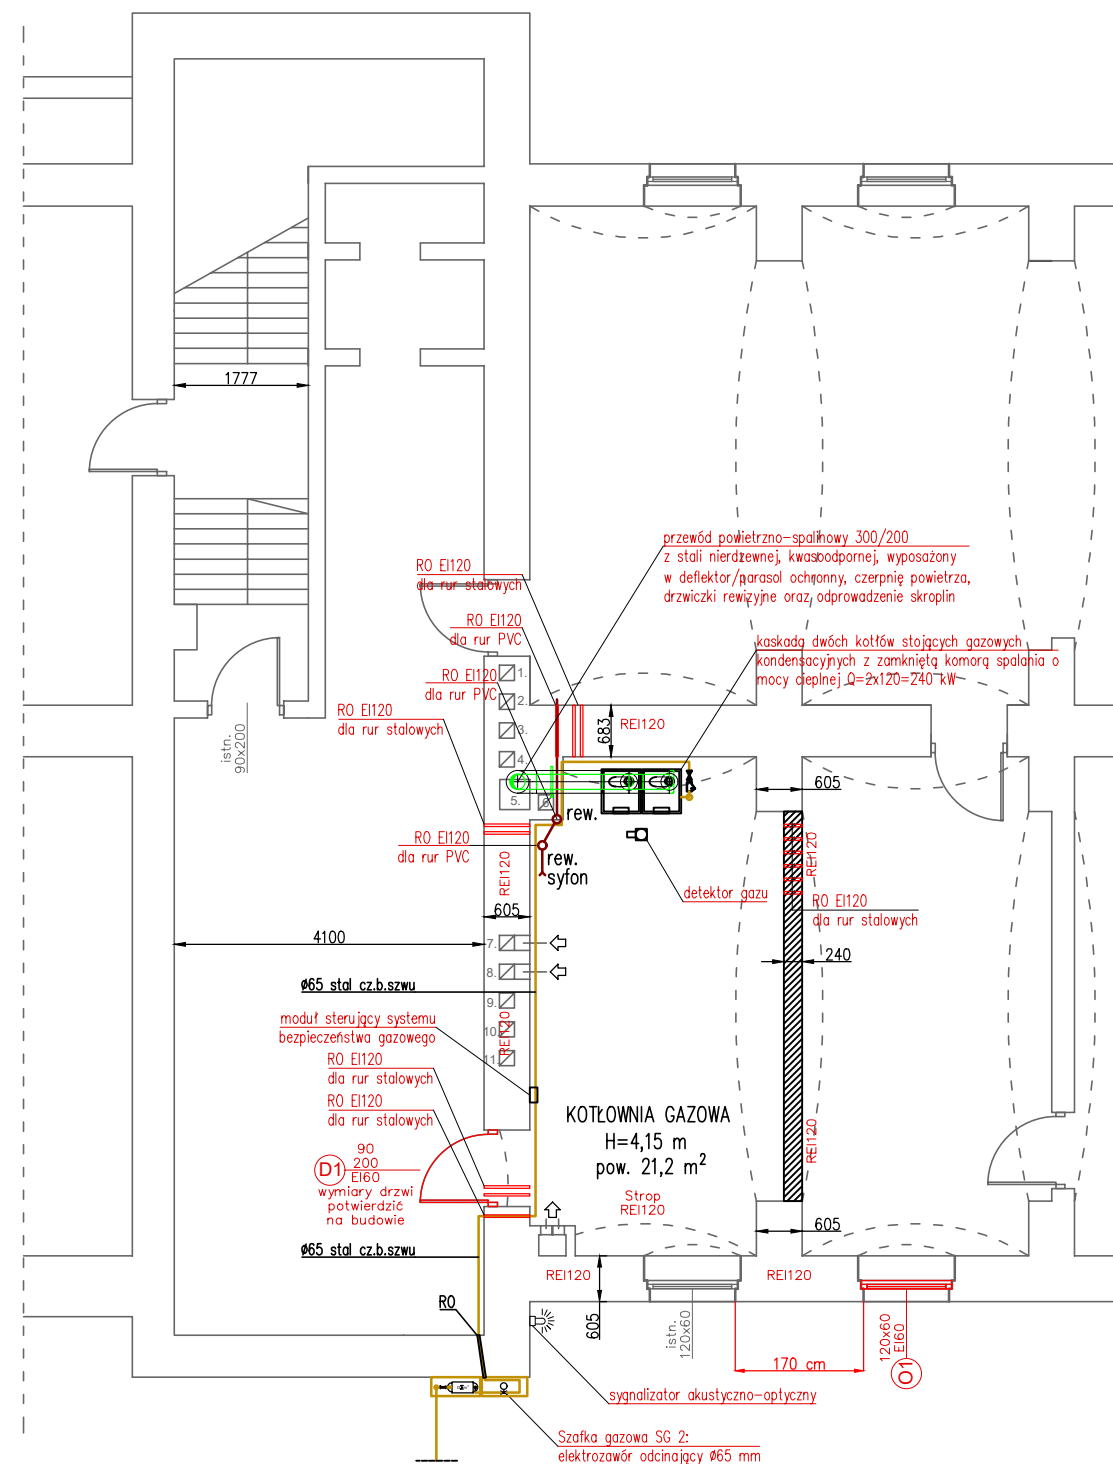 1777
przewód powietrzno-spalinowy 300/200
z stali nierdzewnej, kwasoodpornej, wyposażony
w deflektor/parasol ochronny, czerpnię powietrza,
drzwiczki rewizyjne oraz odprowadzenie skroplin
RO EI120
dla rur stalowych
RO EI120
dla rur PVC
kaskada dwóch kotłów stojących gazowych
kondensacyjnych z zamkniętą komorą spalania o
mocy cieplnej Q=2x120=240 kW
RO EI120
dla rur PVC
RO EI120
dla rur stalowych
istn.
90x200
1.
2.
3.
4.
5.
6.
683
REI120
605
rew.
RO EI120
dla rur PVC
rew.
syfon
REI120
REI120
detektor gazu
RO EI120
dla rur stalowych
605
4100
240
7.
8.
9.
10.
11.
REI120
Ø65 stal cz.b.szwu
moduł sterujący systemu
bezpieczeństwa gazowego
RO EI120
dla rur stalowych
RO EI120
dla rur stalowych
KOTŁOWNIA GAZOWA
H=4,15 m
pow. 21,2 m²
REI120
D1
90
200
EI60
wymiary drzwi
potwierdzić
na budowie
Strop
REI120
605
Ø65 stal cz.b.szwu
REI120
REI120
605
RO
istn.
120x60
120x60
EI60
O1
170 cm
sygnalizator akustyczno-optyczny
Szafka gazowa SG 2:
elektrozawór odcinający Ø65 mm